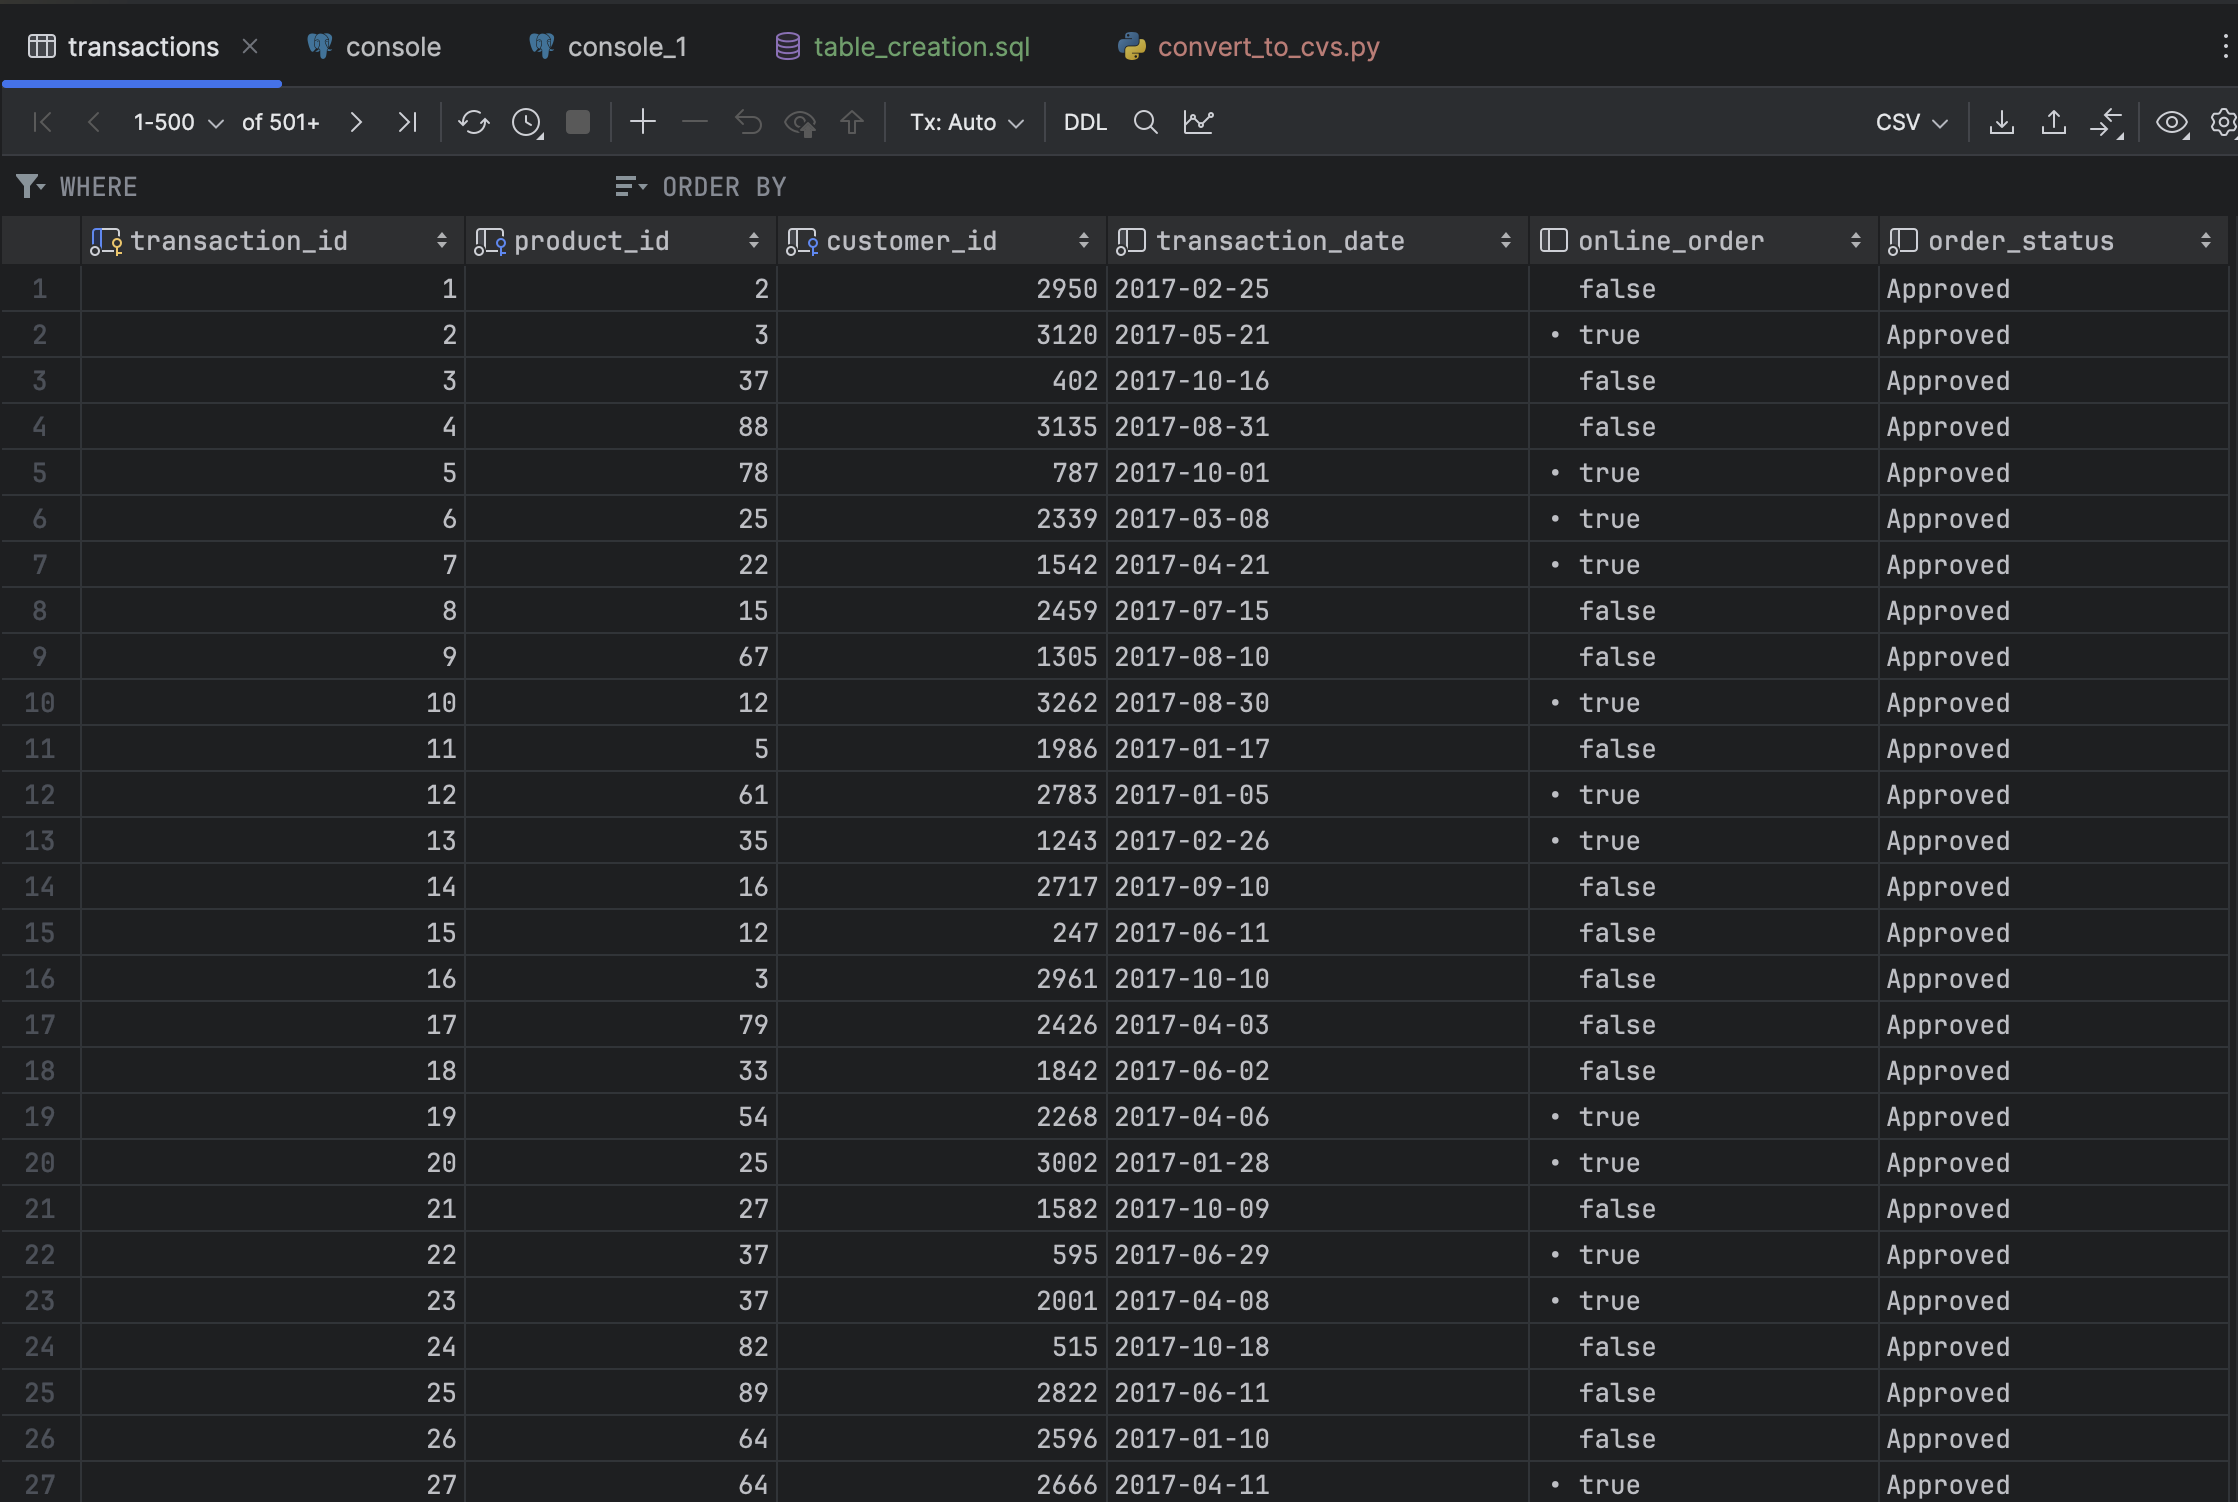 transactions console console_1 table_creation.sql convert_to_cvs.py
1-500 of 501+ Tx: Auto DDL CSV
WHERE ORDER BY
transaction_id product_id customer_id transaction_date online_order order_status
1 1 2 2950 2017-02-25 false Approved
2 2 3 3120 2017-05-21 • true Approved
3 3 37 402 2017-10-16 false Approved
4 4 88 3135 2017-08-31 false Approved
5 5 78 787 2017-10-01 • true Approved
6 6 25 2339 2017-03-08 • true Approved
7 7 22 1542 2017-04-21 • true Approved
8 8 15 2459 2017-07-15 false Approved
9 9 67 1305 2017-08-10 false Approved
10 10 12 3262 2017-08-30 • true Approved
11 11 5 1986 2017-01-17 false Approved
12 12 61 2783 2017-01-05 • true Approved
13 13 35 1243 2017-02-26 • true Approved
14 14 16 2717 2017-09-10 false Approved
15 15 12 247 2017-06-11 false Approved
16 16 3 2961 2017-10-10 false Approved
17 17 79 2426 2017-04-03 false Approved
18 18 33 1842 2017-06-02 false Approved
19 19 54 2268 2017-04-06 • true Approved
20 20 25 3002 2017-01-28 • true Approved
21 21 27 1582 2017-10-09 false Approved
22 22 37 595 2017-06-29 • true Approved
23 23 37 2001 2017-04-08 • true Approved
24 24 82 515 2017-10-18 false Approved
25 25 89 2822 2017-06-11 false Approved
26 26 64 2596 2017-01-10 false Approved
27 27 64 2666 2017-04-11 • true Approved